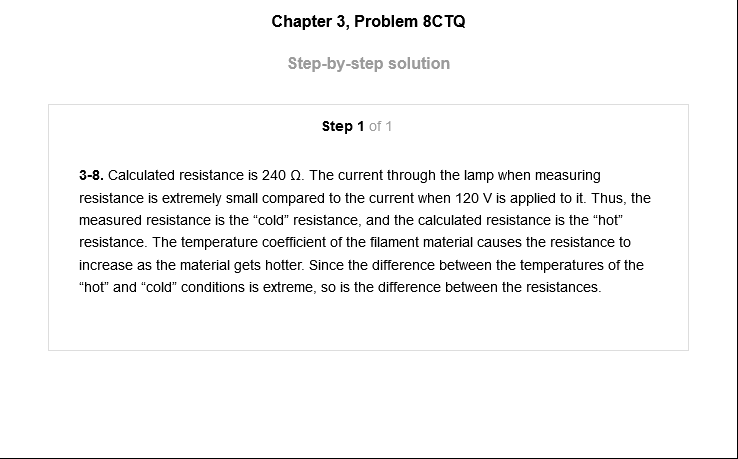 Chapter 3, Problem 8CTQ
Step-by-step solution
Step 1 of 1
3-8. Calculated resistance is 240 Ω. The current through the lamp when measuring
resistance is extremely small compared to the current when 120 V is applied to it. Thus, the
measured resistance is the “cold” resistance, and the calculated resistance is the “hot”
resistance. The temperature coefficient of the filament material causes the resistance to
increase as the material gets hotter. Since the difference between the temperatures of the
“hot” and “cold” conditions is extreme, so is the difference between the resistances.